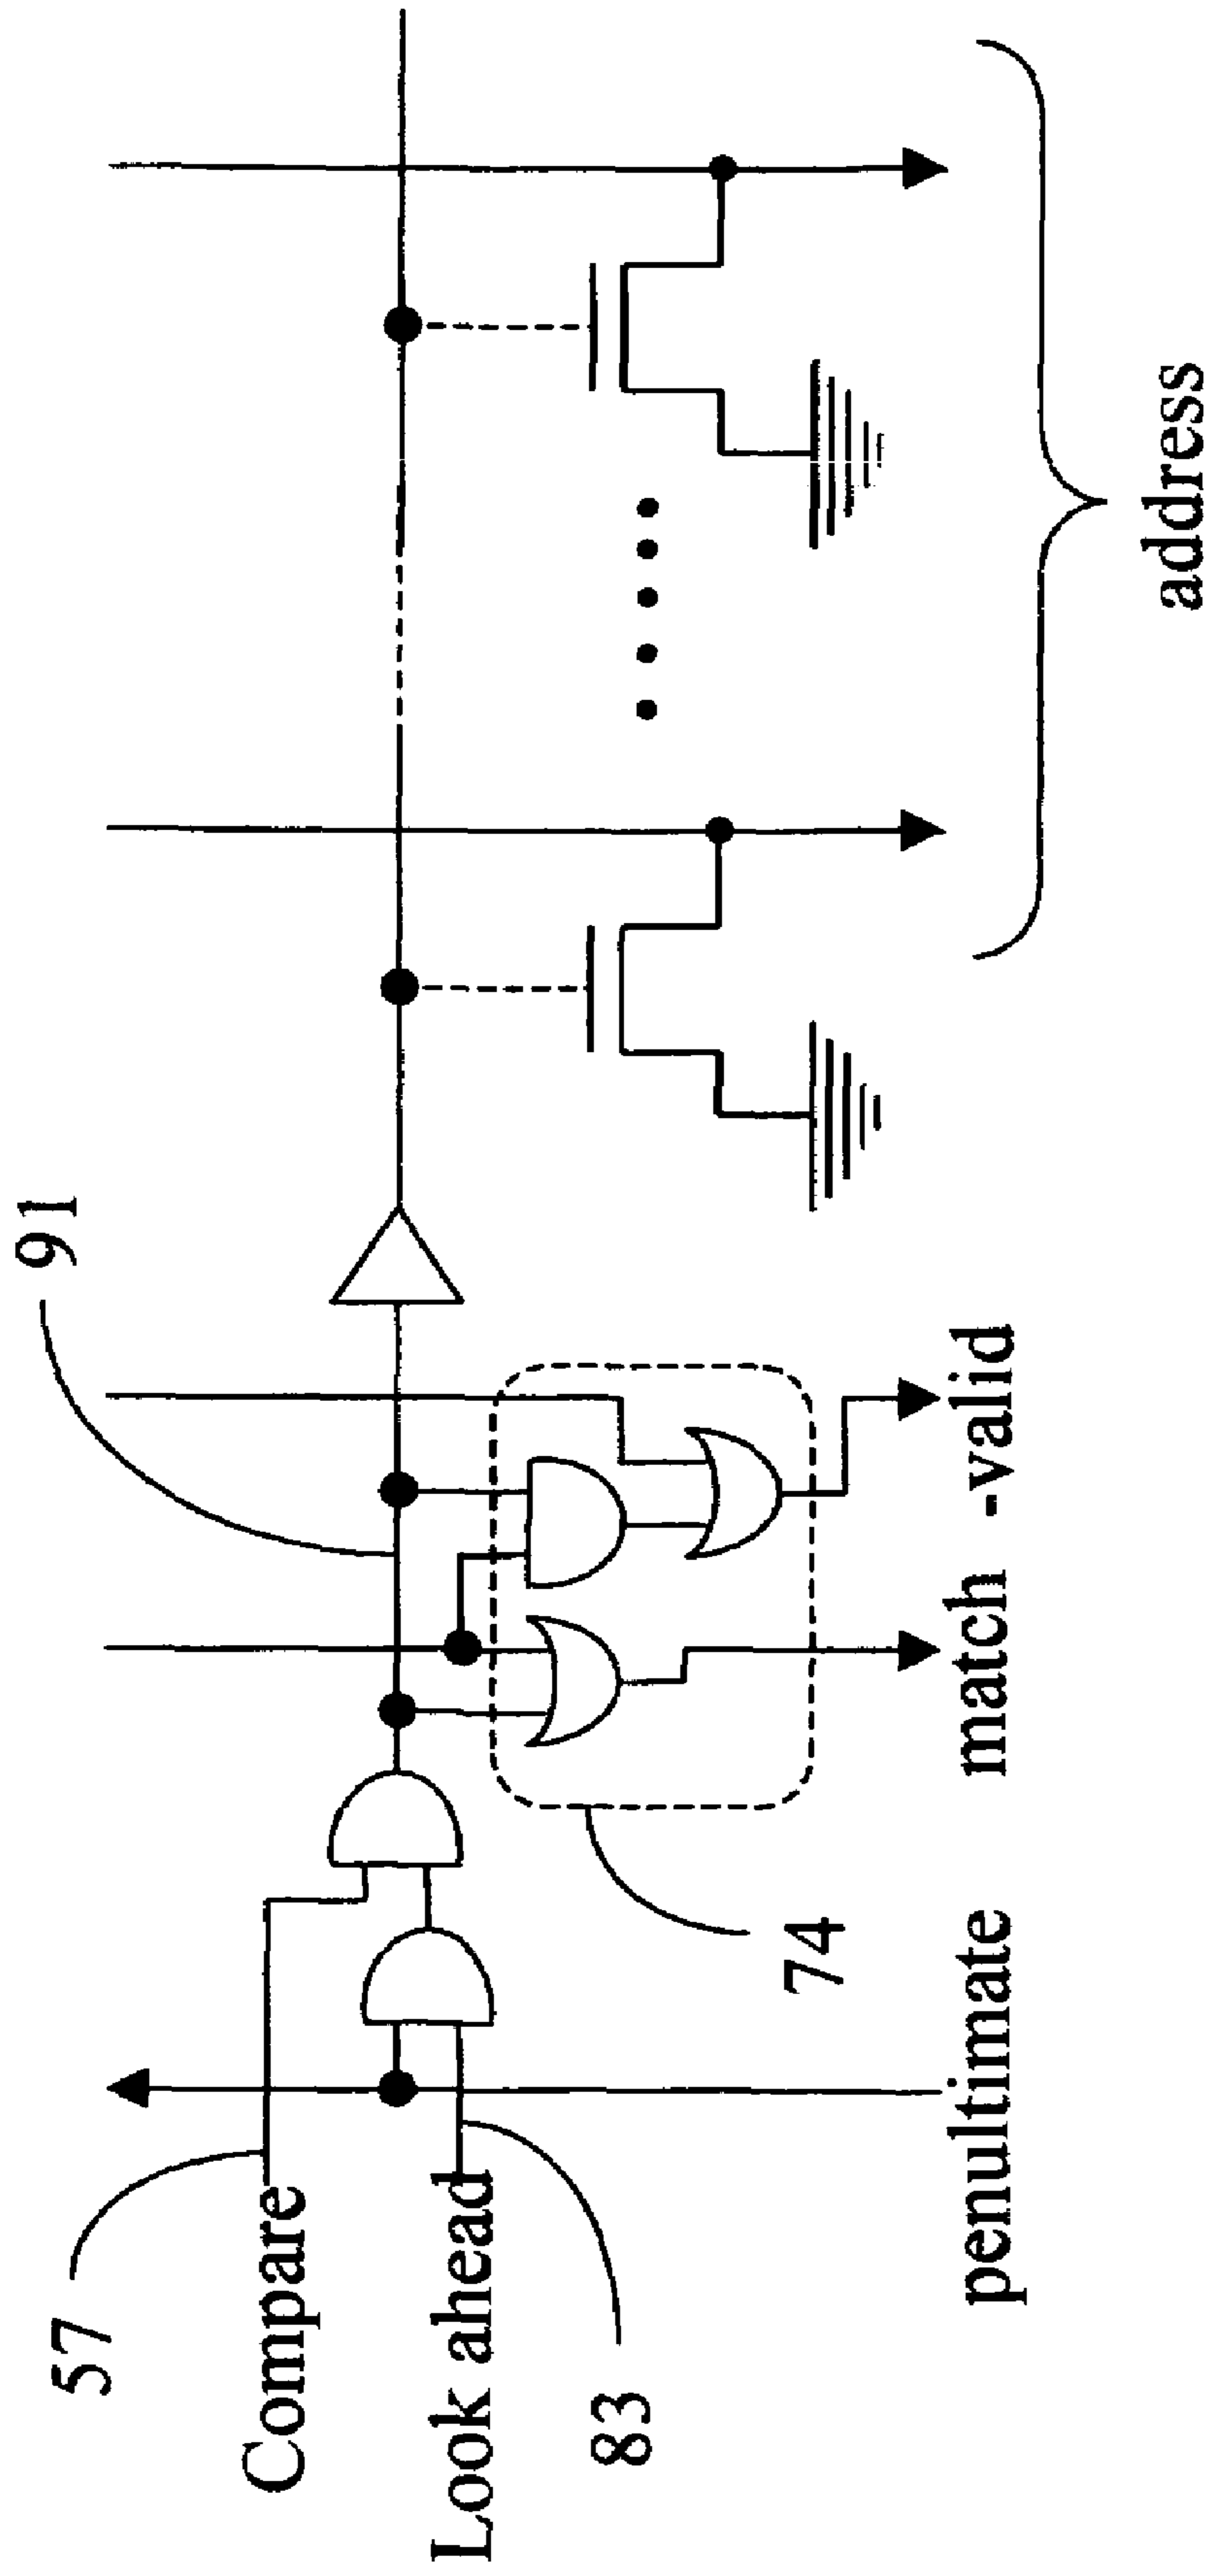 57
91
Compare
Look ahead
83
74
penultimate
match -valid
address